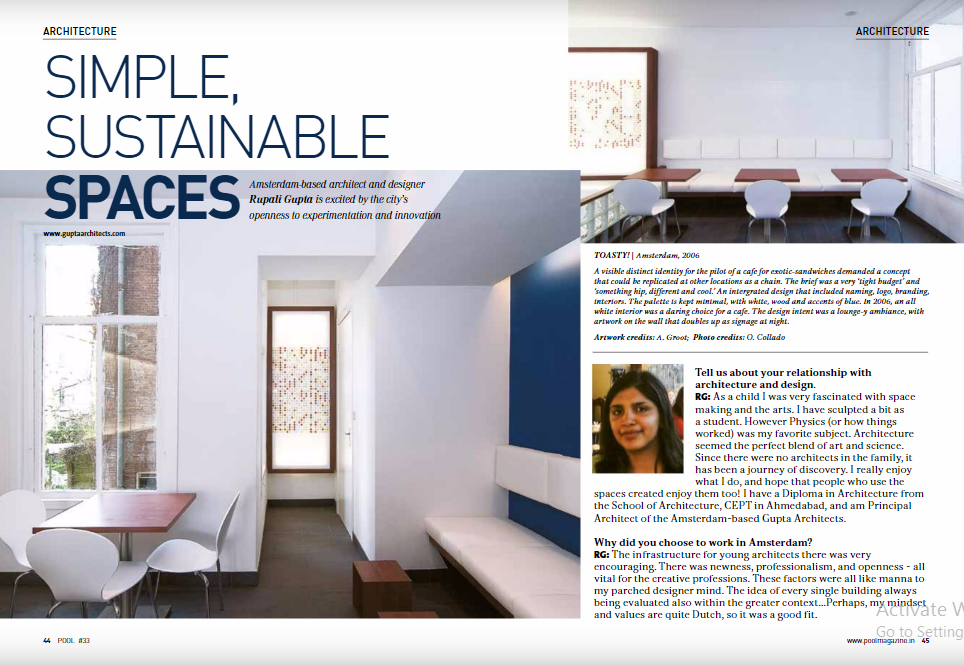 ARCHITECTURE
SIMPLE,
SUSTAINABLE
SPACES
Amsterdam-based architect and designer
Rupali Gupta is excited by the city's
openness to experimentation and innovation
www.guptaarchitects.com
44 POOL #33
ARCHITECTURE
TOASTY! | Amsterdam, 2006
A visible distinct identity for the pilot of a cafe for exotic-sandwiches demanded a concept
that could be replicated at other locations as a chain. The brief was a very 'tight budget' and
'something hip, different and cool.' An intergrated design that included naming, logo, branding,
interiors. The palette is kept minimal, with white, wood and accents of blue. In 2006, an all
white interior was a daring choice for a cafe. The design intent was a lounge-y ambiance, with
artwork on the wall that doubles up as signage at night.
Artwork credits: A. Groot; Photo credits: O. Collado
Tell us about your relationship with
architecture and design.
RG: As a child I was very fascinated with space
making and the arts. I have sculpted a bit as
a student. However Physics (or how things
worked) was my favorite subject. Architecture
seemed the perfect blend of art and science.
Since there were no architects in the family, it
has been a journey of discovery. I really enjoy
what I do, and hope that people who use the
spaces created enjoy them too! I have a Diploma in Architecture from
the School of Architecture, CEPT in Ahmedabad, and am Principal
Architect of the Amsterdam-based Gupta Architects.
Why did you choose to work in Amsterdam?
RG: The infrastructure for young architects there was very
encouraging. There was newness, professionalism, and openness - all
vital for the creative professions. These factors were all like manna to
my parched designer mind. The idea of every single building always
being evaluated also within the greater context...Perhaps, my mindset
and values are quite Dutch, so it was a good fit.
Activate W
Go to Setting
www.poolmagazine.in 45